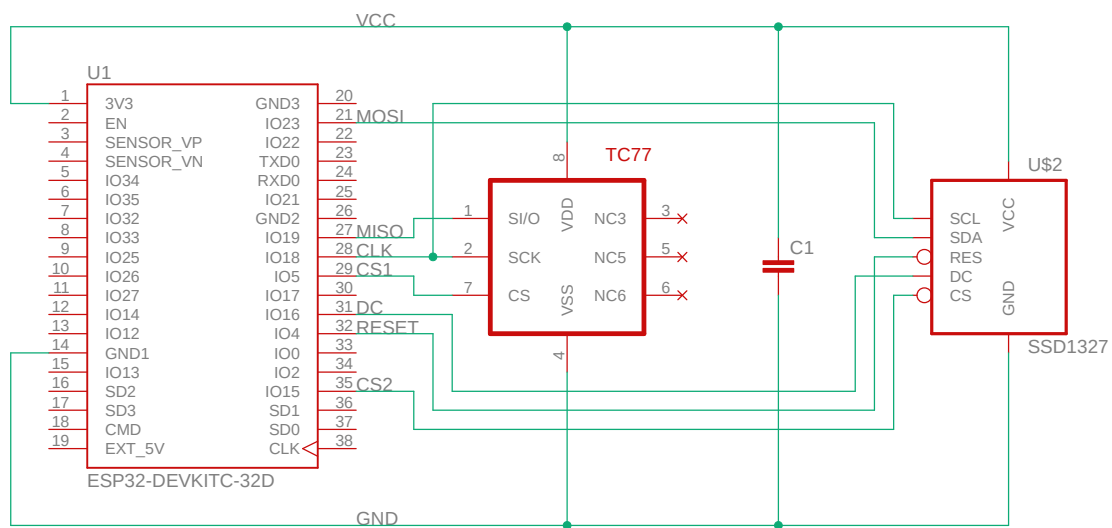 VCC
U1
1 3V3 GND3 20
2 EN IO23 21 MOSI
3 SENSOR_VP IO22 22
4 SENSOR_VN TXD0 23
5 IO34 RXD0 24
6 IO35 IO21 25
7 IO32 GND2 26
8 IO33 IO19 27 MISO
9 IO25 IO18 28 CLK
10 IO26 IO5 29 CS1
11 IO27 IO17 30
12 IO14 IO16 31 DC
13 IO12 IO4 32 RESET
14 GND1 IO0 33
15 IO13 IO2 34
16 SD2 IO15 35 CS2
17 SD3 SD1 36
18 CMD SD0 37
19 EXT_5V CLK 38
ESP32-DEVKITC-32D
TC77
8
VDD
1 SI/O NC3 3
2 SCK NC5 5
7 CS NC6 6
VSS
4
C1
U$2
SCL
SDA
RES
DC
CS
VCC
GND
SSD1327
GND